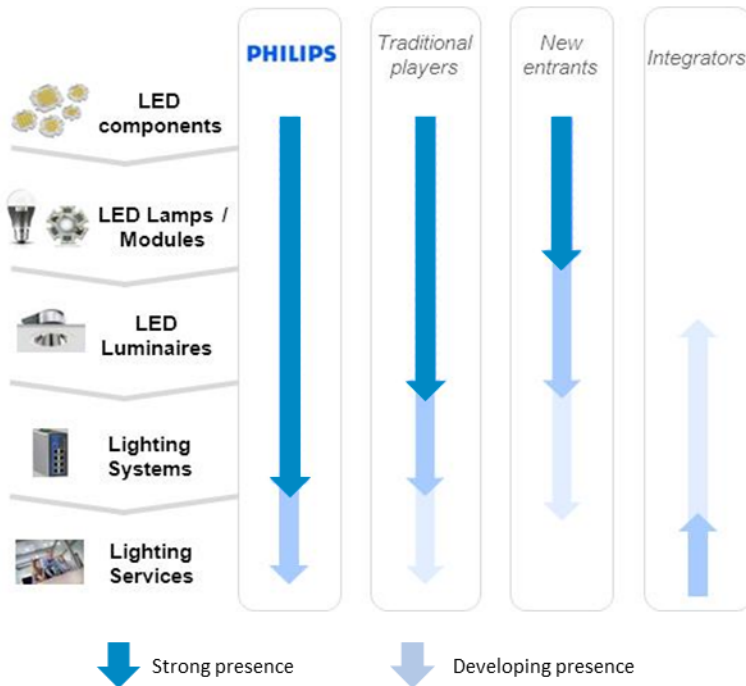 PHILIPS
Traditional
players
New
entrants
Integrators
LED
components
LED Lamps /
Modules
LED
Luminaires
Lighting
Systems
Lighting
Services
Strong presence
Developing presence